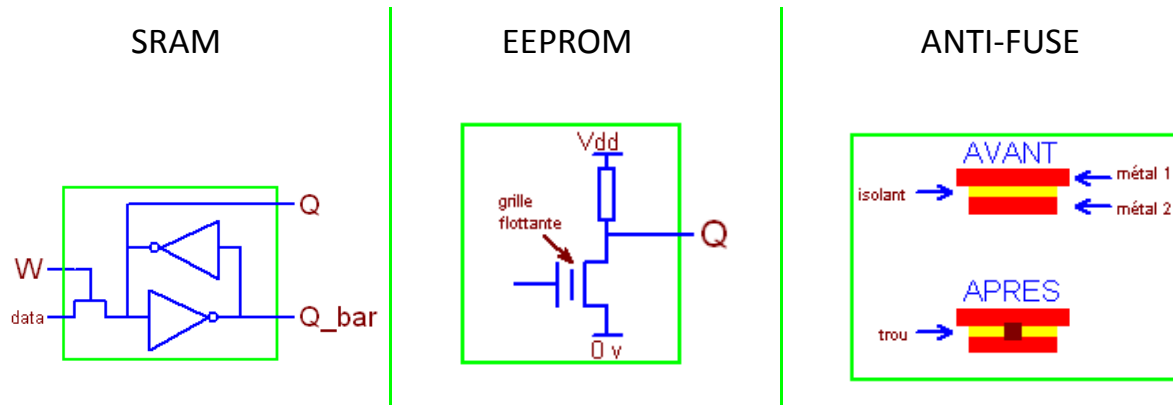 SRAM
Q
W
data
Q_bar
EEPROM
Vdd
grille
flottante
Q
0 v
ANTI-FUSE
AVANT
métal 1
isolant
métal 2
APRES
trou